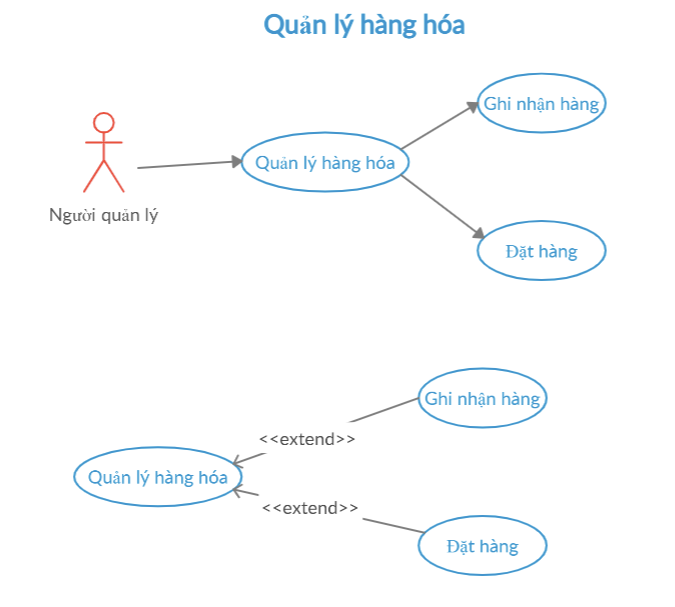 Quản lý hàng hóa
Ghi nhận hàng
Quản lý hàng hóa
Người quản lý
Đặt hàng
Ghi nhận hàng
<<extend>>
Quản lý hàng hóa
<<extend>>
Đặt hàng